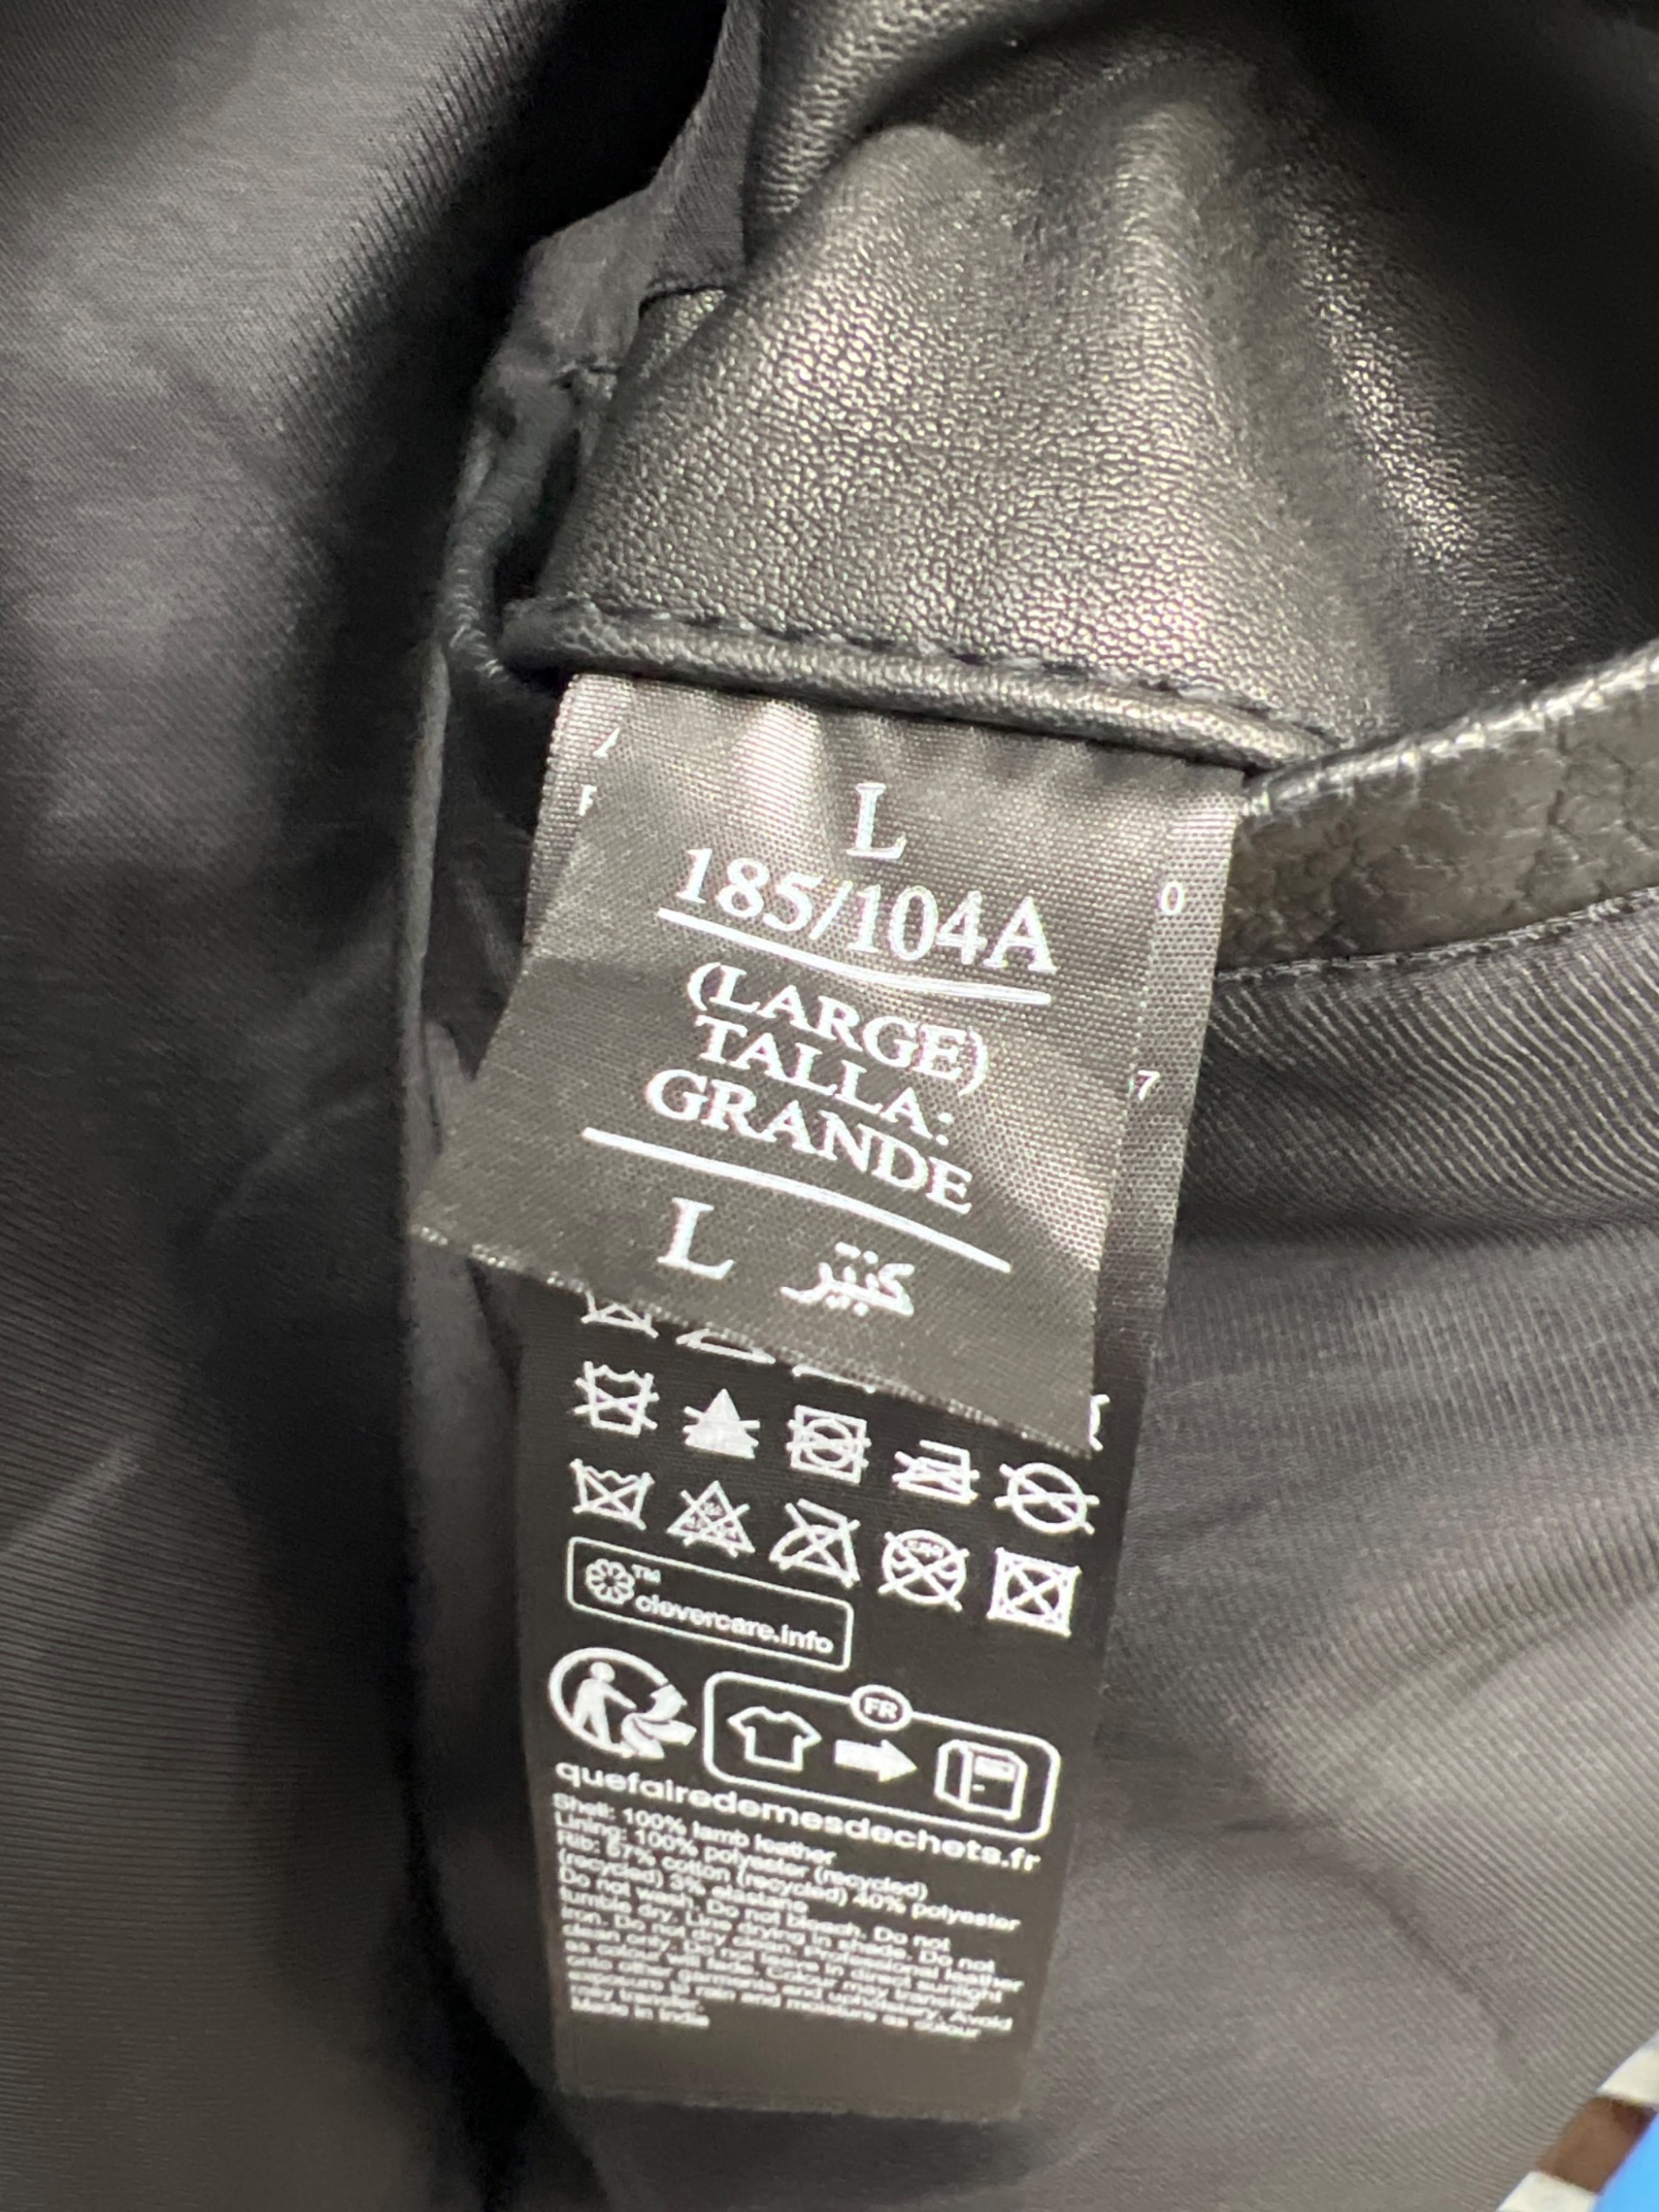 L
185/104A
(LARGE)
TALLA:
GRANDE
L كبير
0
7
clevercare.info
FR
quefairedemesdechets.fr
Shell: 100% lamb leather
Lining: 100% polyester (recycled)
Rib: 57% cotton (recycled) 40% polyester
(recycled) 3% elastane
Do not wash. Do not bleach. Do not
tumble dry. Line drying in shade. Do not
iron. Do not dry clean. Professional leather
clean only. Do not leave in direct sunlight
as colour will fade. Colour may transfer
onto other garments and upholstery. Avoid
exposure to rain and moisture as colour
may transfer.
Made in India